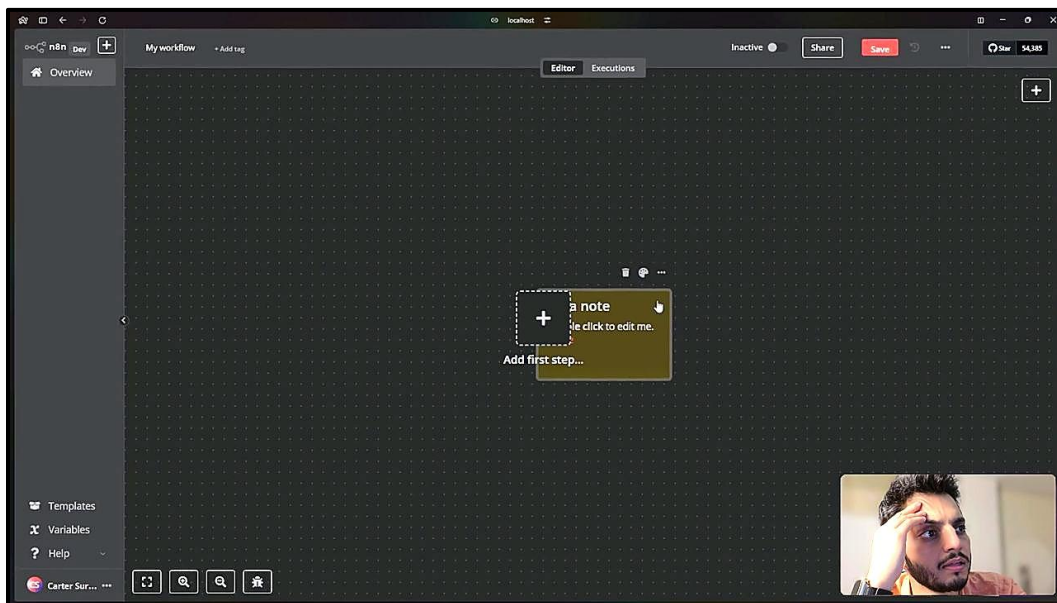 localhost
n8n Dev
My workflow + Add tag
Inactive
Share
Save
Star 54,385
Overview
Editor Executions
a note
le click to edit me.
Add first step...
Templates
Variables
Help
Carter Sur...